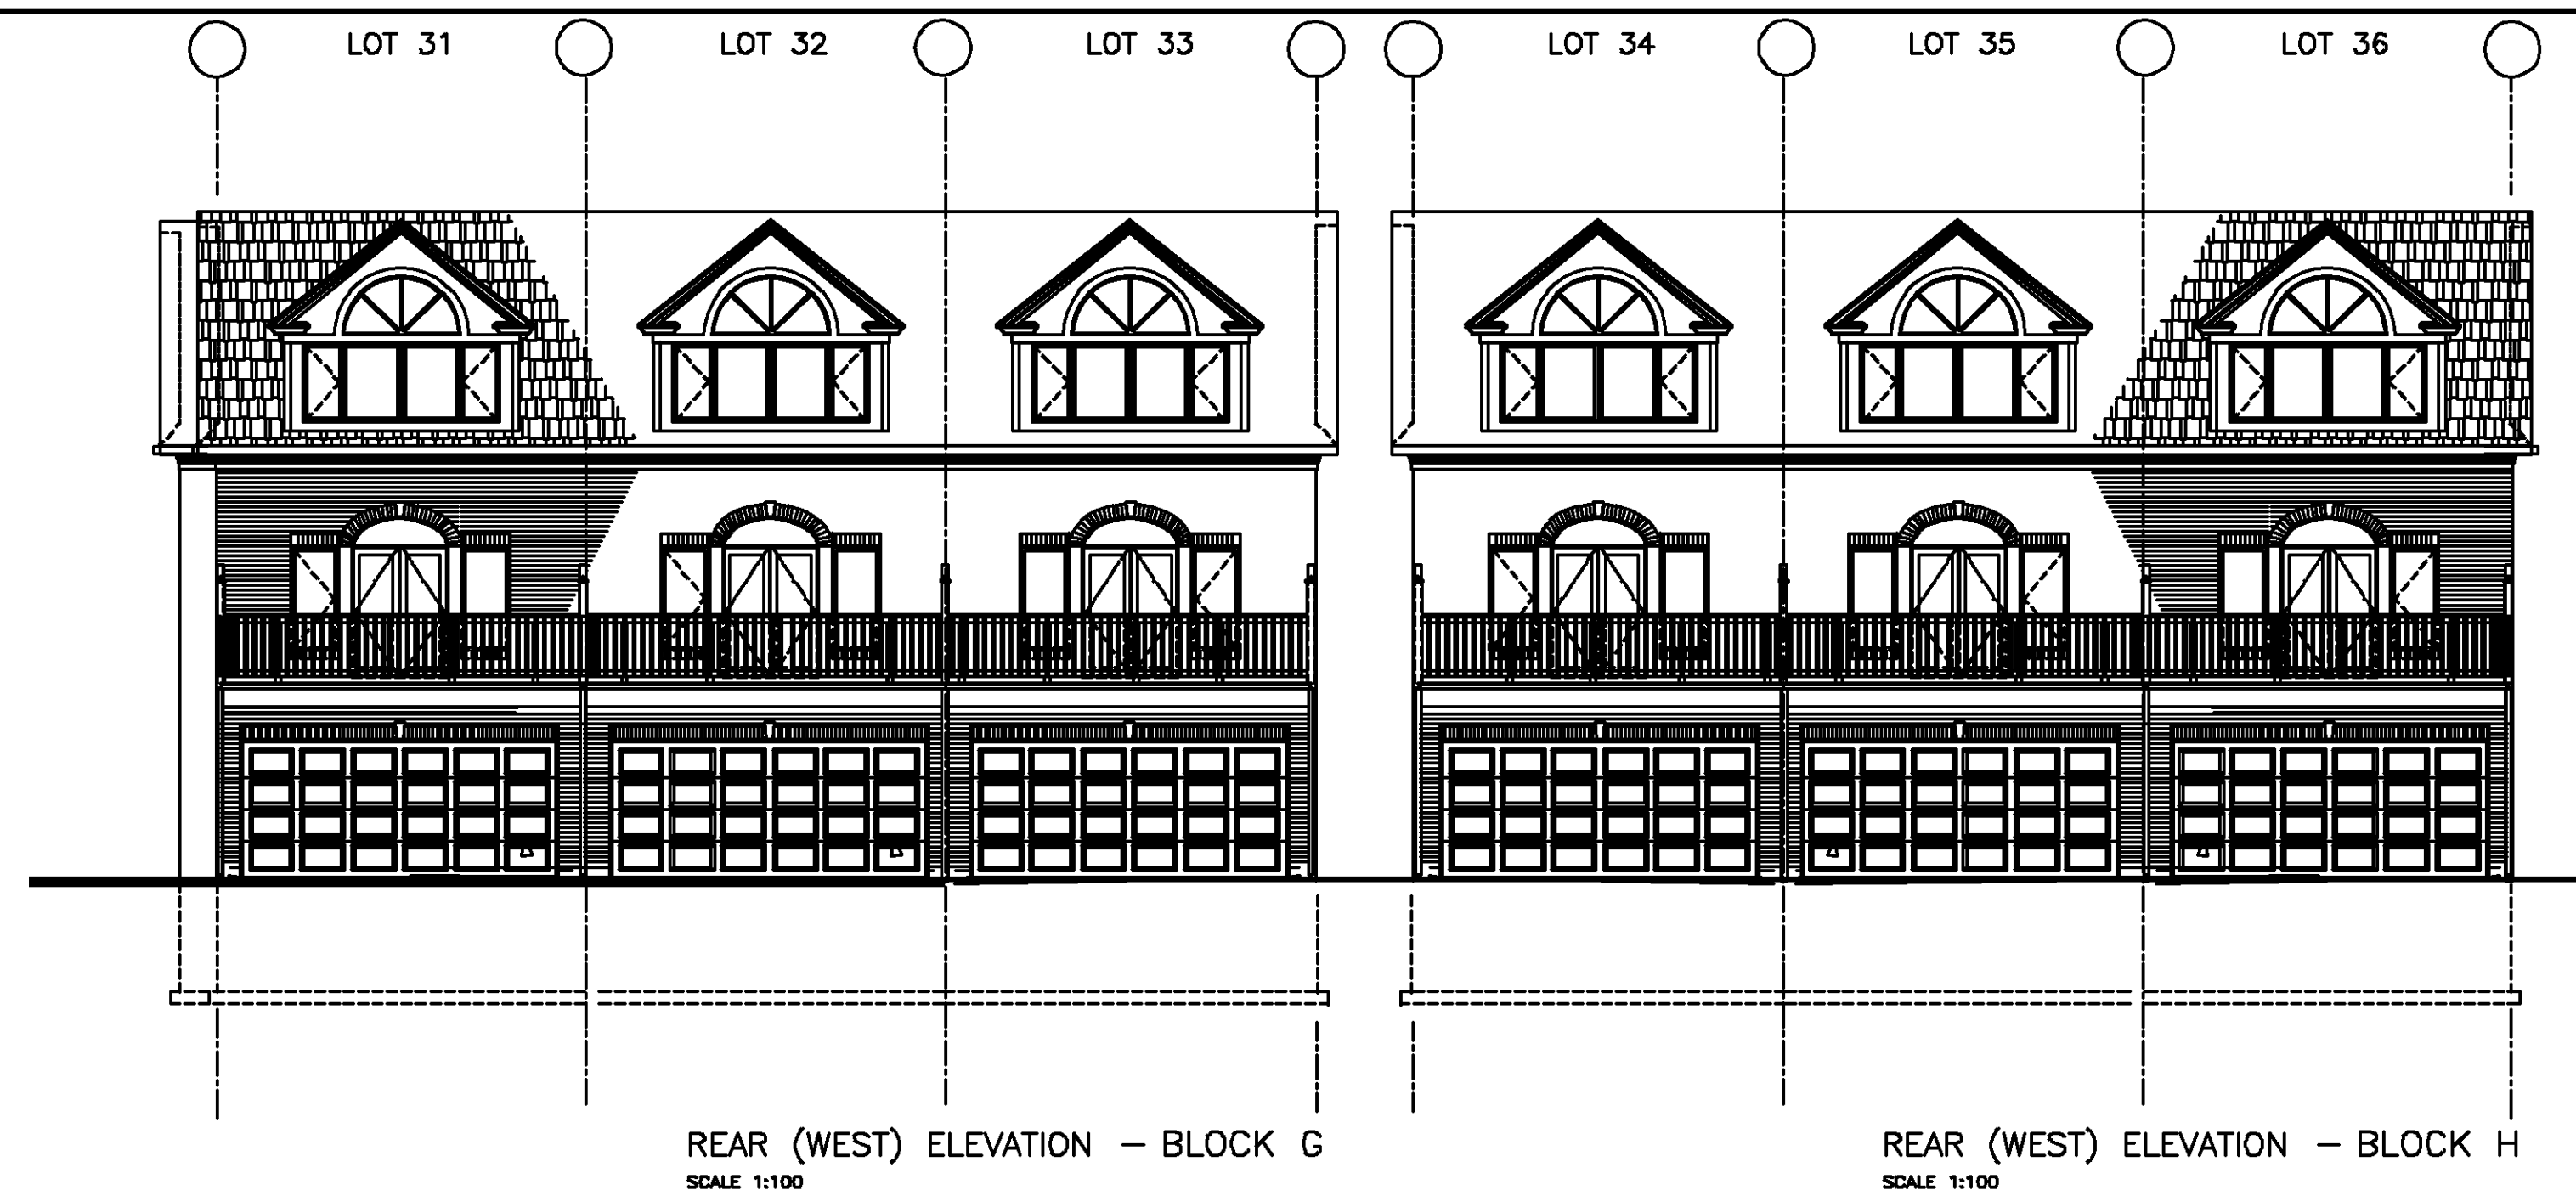 LOT 31
LOT 32
LOT 33
LOT 34
LOT 35
LOT 36
REAR (WEST) ELEVATION – BLOCK G
SCALE 1:100
REAR (WEST) ELEVATION – BLOCK H
SCALE 1:100